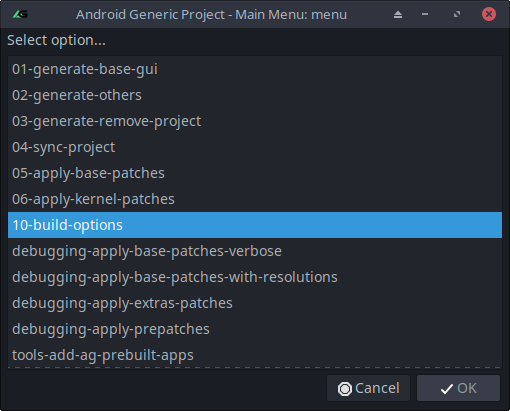 Android Generic Project - Main Menu: menu
Select option...
01-generate-base-gui
02-generate-others
03-generate-remove-project
04-sync-project
05-apply-base-patches
06-apply-kernel-patches
10-build-options
debugging-apply-base-patches-verbose
debugging-apply-base-patches-with-resolutions
debugging-apply-extras-patches
debugging-apply-prepatches
tools-add-ag-prebuilt-apps
Cancel
OK